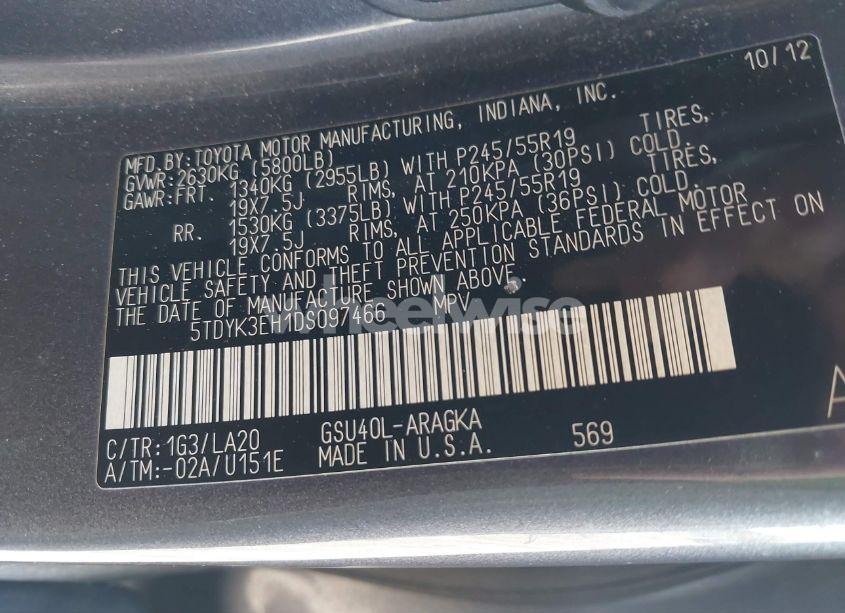 10/12
MFD.BY:TOYOTA MOTOR MANUFACTURING, INDIANA, INC.
GVWR:2630KG (5800LB)
GAWR:FRT. 1340KG (2955LB) WITH P245/55R19 TIRES,
19X7.5J RIMS, AT 210KPA (30PSI) COLD.
RR. 1530KG (3375LB) WITH P245/55R19 TIRES,
19X7.5J RIMS, AT 250KPA (36PSI) COLD.
THIS VEHICLE CONFORMS TO ALL APPLICABLE FEDERAL MOTOR
VEHICLE SAFETY AND THEFT PREVENTION STANDARDS IN EFFECT ON
THE DATE OF MANUFACTURE SHOWN ABOVE.
5TDYK3EH1DS097466 MPV
wheelwise
C/TR:1G3/LA20 GSU40L-ARAGKA 569
A/TM:-02A/U151E MADE IN U.S.A.
A